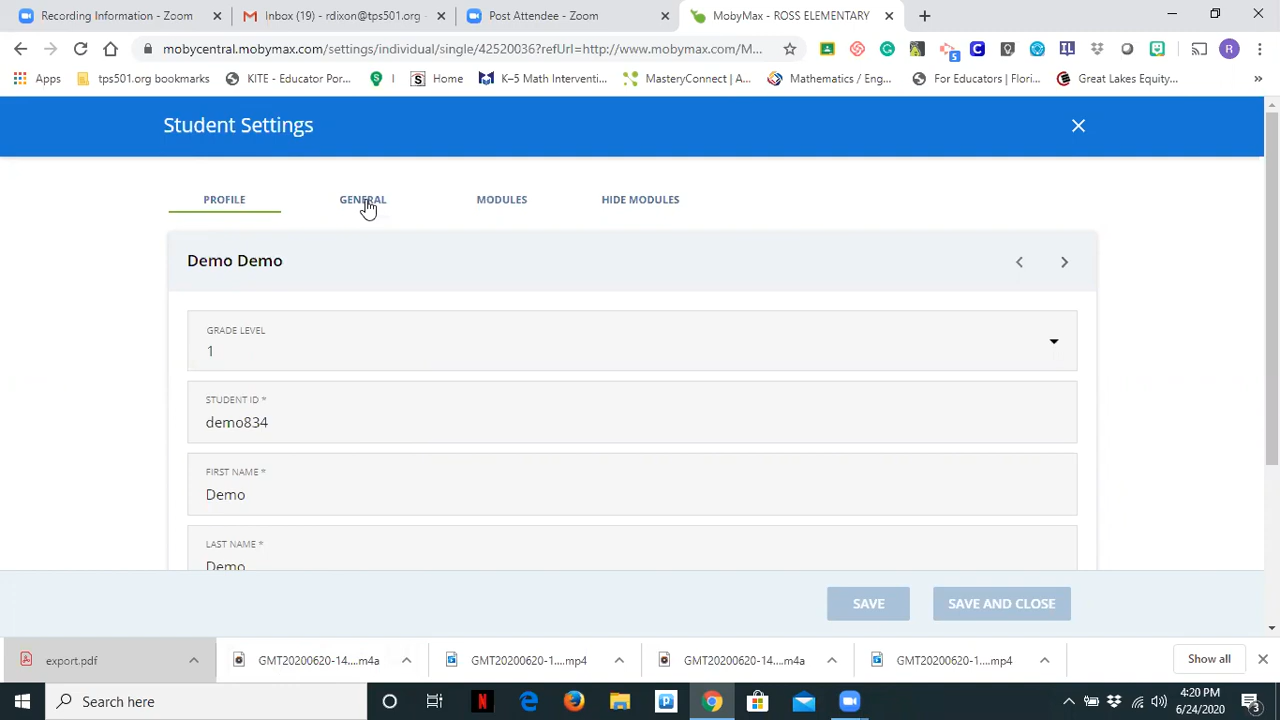 Recording Information - Zoom
Inbox (19) - rdixon@tps501.org -
Post Attendee - Zoom
MobyMax - ROSS ELEMENTARY
mobycentral.mobymax.com/settings/individual/single/42520036?refUrl=http://www.mobymax.com/M...
R
5
Apps
tps501.org bookmarks
KITE - Educator Por...
I
Home
K–5 Math Interventi...
MasteryConnect | A...
Mathematics / Eng...
For Educators | Flori...
Great Lakes Equity...
Student Settings
PROFILE
GENERAL
MODULES
HIDE MODULES
Demo Demo
GRADE LEVEL
1
STUDENT ID *
demo834
FIRST NAME *
Demo
LAST NAME *
Demo
SAVE
SAVE AND CLOSE
export.pdf
GMT20200620-14....m4a
GMT20200620-1....mp4
GMT20200620-14....m4a
GMT20200620-1....mp4
Show all
Search here
4:20 PM
6/24/2020
3